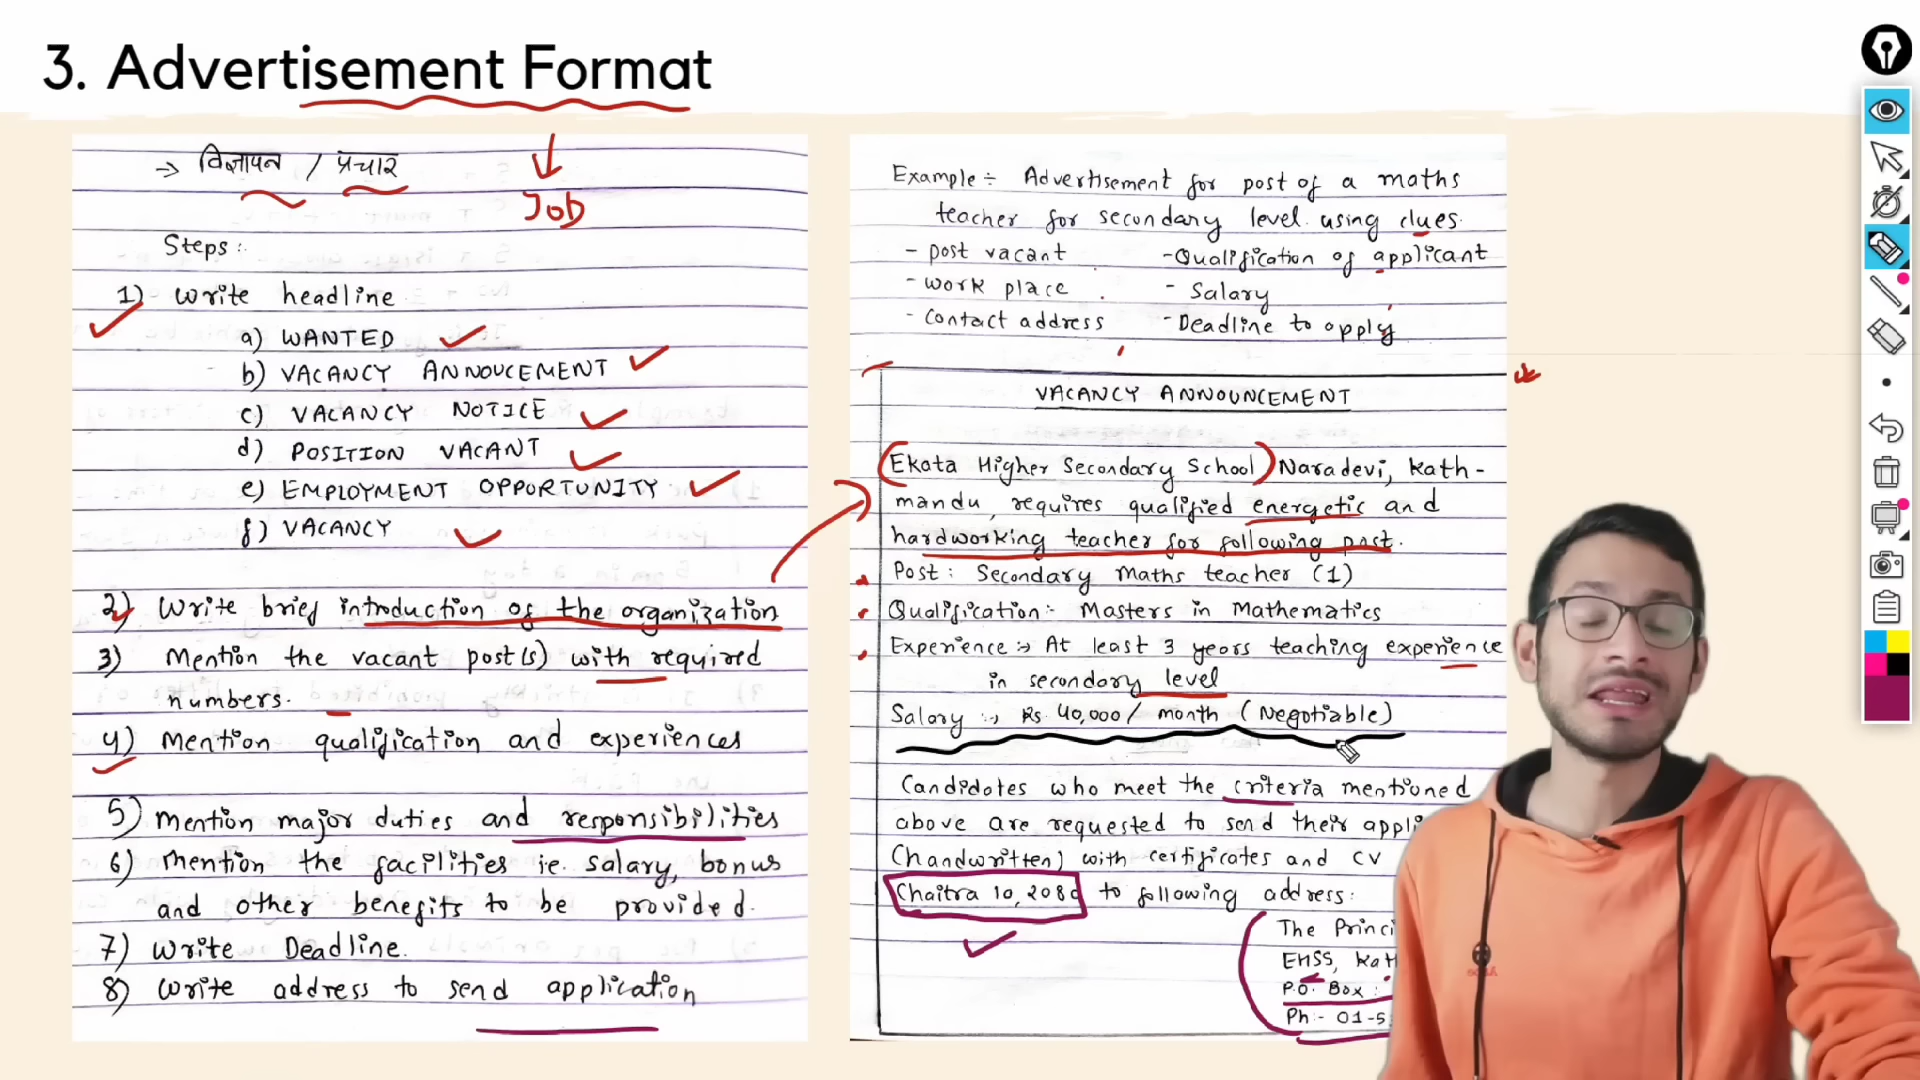 3. Advertisement Format
→ विज्ञापन / प्रचार
Job
Steps:
1) Write headline
a) WANTED
b) VACANCY ANNOUCEMENT
c) VACANCY NOTICE
d) POSITION VACANT
e) EMPLOYMENT OPPORTUNITY
f) VACANCY
2) Write brief introduction of the organization
3) Mention the vacant post(s) with required
numbers.
4) Mention qualification and experiences
5) Mention major duties and responsibilities
6) Mention the facilities i.e. salary, bonus
and other benefits to be provided.
7) Write Deadline.
8) Write address to send application
Example :- Advertisement for post of a maths
teacher for secondary level using clues.
- post vacant - Qualification of applicant
- work place - Salary
- contact address - Deadline to apply
VACANCY ANNOUNCEMENT
Ekata Higher Secondary School, Naradevi, Kath-
mandu, requires qualified energetic and
hardworking teacher for following post.
Post : Secondary Maths teacher (1)
Qualification :- Masters in Mathematics
Experience :→ At least 3 years teaching experience
in secondary level
Salary :→ Rs. 40,000/ month (Negotiable)
Candidates who meet the criteria mentioned
above are requested to send their appli
(handwritten) with certificates and CV
Chaitra 10, 208 to following address:
The Princi
EHSS, Kat
P.O. Box :
Ph :- 01-5